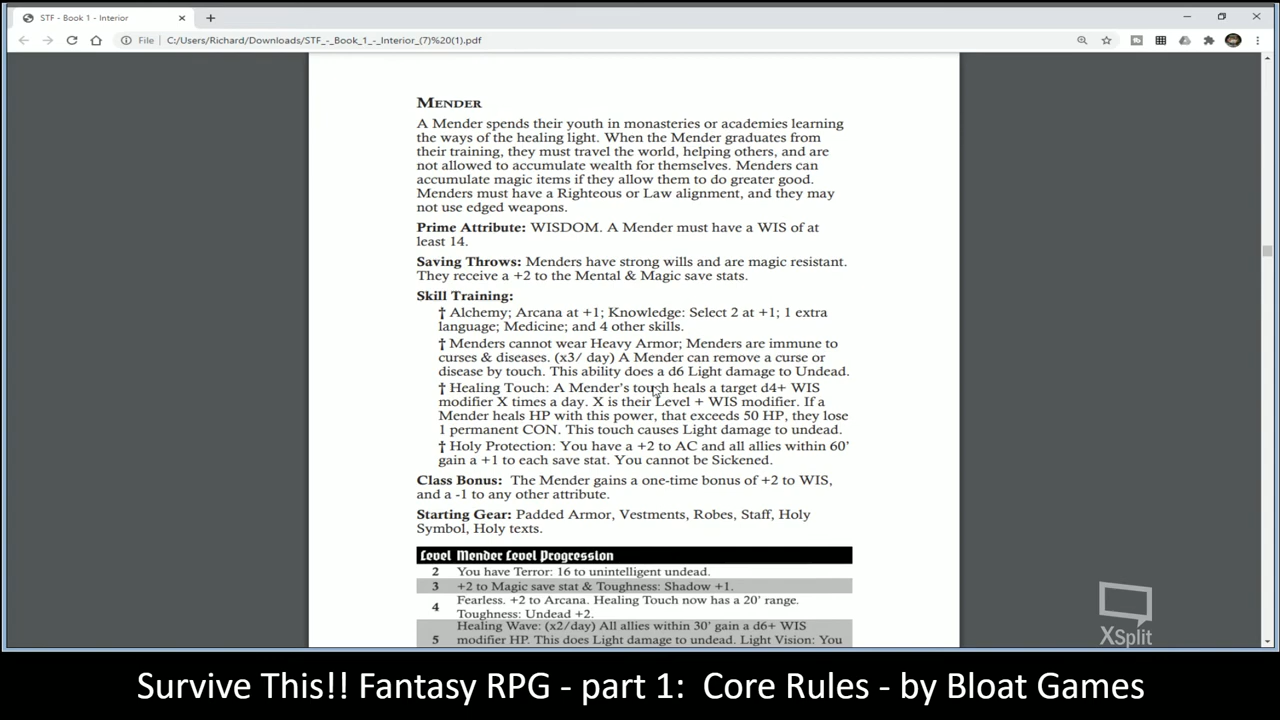 STF - Book 1 - Interior
File | C:/Users/Richard/Downloads/STF_-_Book_1_-_Interior_(7)%20(1).pdf
MENDER
A Mender spends their youth in monasteries or academies learning
the ways of the healing light. When the Mender graduates from
their training, they must travel the world, helping others, and are
not allowed to accumulate wealth for themselves. Menders can
accumulate magic items if they allow them to do greater good.
Menders must have a Righteous or Law alignment, and they may
not use edged weapons.
Prime Attribute: WISDOM. A Mender must have a WIS of at
least 14.
Saving Throws: Menders have strong wills and are magic resistant.
They receive a +2 to the Mental & Magic save stats.
Skill Training:
† Alchemy; Arcana at +1; Knowledge: Select 2 at +1; 1 extra
language; Medicine; and 4 other skills.
† Menders cannot wear Heavy Armor; Menders are immune to
curses & diseases. (x3/ day) A Mender can remove a curse or
disease by touch. This ability does a d6 Light damage to Undead.
† Healing Touch: A Mender's touch heals a target d4+ WIS
modifier X times a day. X is their Level + WIS modifier. If a
Mender heals HP with this power, that exceeds 50 HP, they lose
1 permanent CON. This touch causes Light damage to undead.
† Holy Protection: You have a +2 to AC and all allies within 60'
gain a +1 to each save stat. You cannot be Sickened.
Class Bonus: The Mender gains a one-time bonus of +2 to WIS,
and a -1 to any other attribute.
Starting Gear: Padded Armor, Vestments, Robes, Staff, Holy
Symbol, Holy texts.
Level Mender Level Progression
2 You have Terror: 16 to unintelligent undead.
3 +2 to Magic save stat & Toughness: Shadow +1.
4 Fearless. +2 to Arcana. Healing Touch now has a 20' range.
Toughness: Undead +2.
Healing Wave: (x2/day) All allies within 30' gain a d6+ WIS
5 modifier HP. This does Light damage to undead. Light Vision: You
XSplit
Survive This!! Fantasy RPG - part 1: Core Rules - by Bloat Games